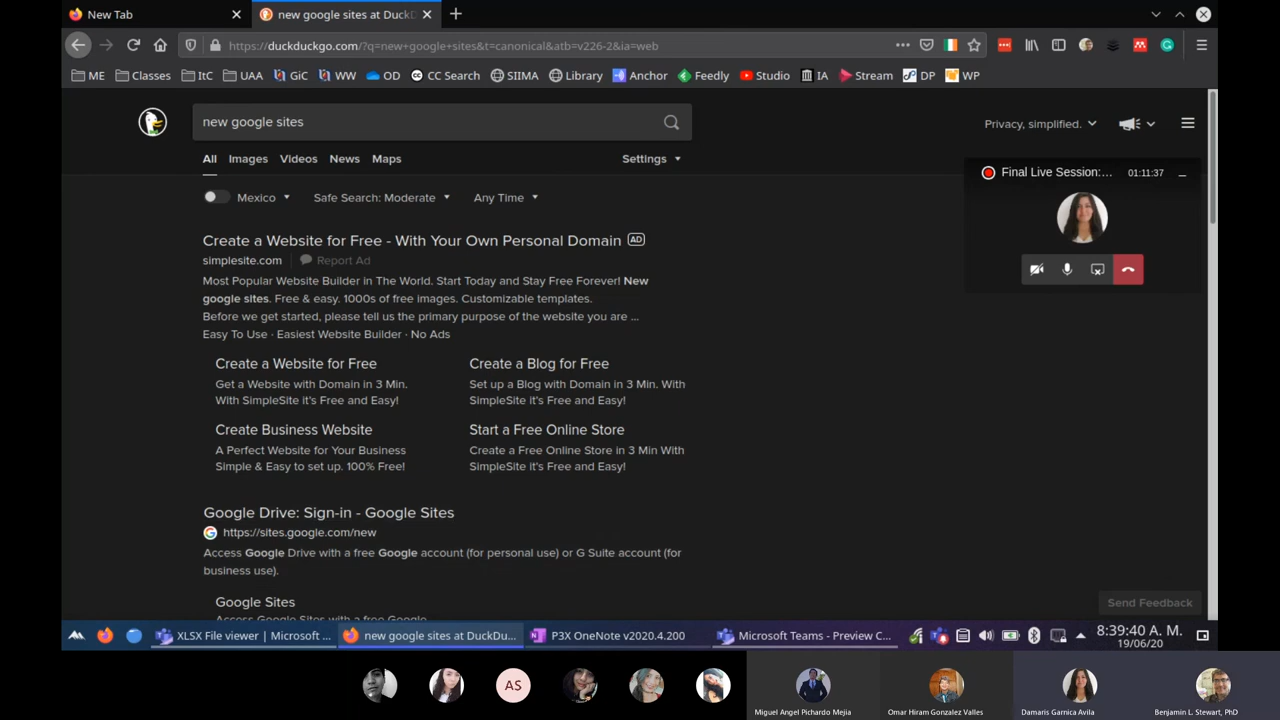 New Tab
new google sites at DuckD
https://duckduckgo.com/?q=new+google+sites&t=canonical&atb=v226-2&ia=web
ME Classes ItC UAA GiC WW OD CC Search SIIMA Library Anchor Feedly Studio IA Stream DP WP
new google sites
Privacy, simplified.
All Images Videos News Maps Settings
Final Live Session:... 01:11:37
Mexico Safe Search: Moderate Any Time
Create a Website for Free - With Your Own Personal Domain AD
simplesite.com Report Ad
Most Popular Website Builder in The World. Start Today and Stay Free Forever! New
google sites. Free & easy. 1000s of free images. Customizable templates.
Before we get started, please tell us the primary purpose of the website you are ...
Easy To Use · Easiest Website Builder · No Ads
Create a Website for Free
Get a Website with Domain in 3 Min.
With SimpleSite it's Free and Easy!
Create a Blog for Free
Set up a Blog with Domain in 3 Min. With
SimpleSite it's Free and Easy!
Create Business Website
A Perfect Website for Your Business
Simple & Easy to set up. 100% Free!
Start a Free Online Store
Create a Free Online Store in 3 Min With
SimpleSite it's Free and Easy!
Google Drive: Sign-in - Google Sites
https://sites.google.com/new
Access Google Drive with a free Google account (for personal use) or G Suite account (for
business use).
Google Sites
Access Google Sites with a free Google
Send Feedback
XLSX File viewer | Microsoft ...
new google sites at DuckDu...
P3X OneNote v2020.4.200
Microsoft Teams - Preview C...
8:39:40 A. M.
19/06/20
AS
Miguel Angel Pichardo Mejia
Omar Hiram Gonzalez Valles
Damaris Garnica Avila
Benjamin L. Stewart, PhD